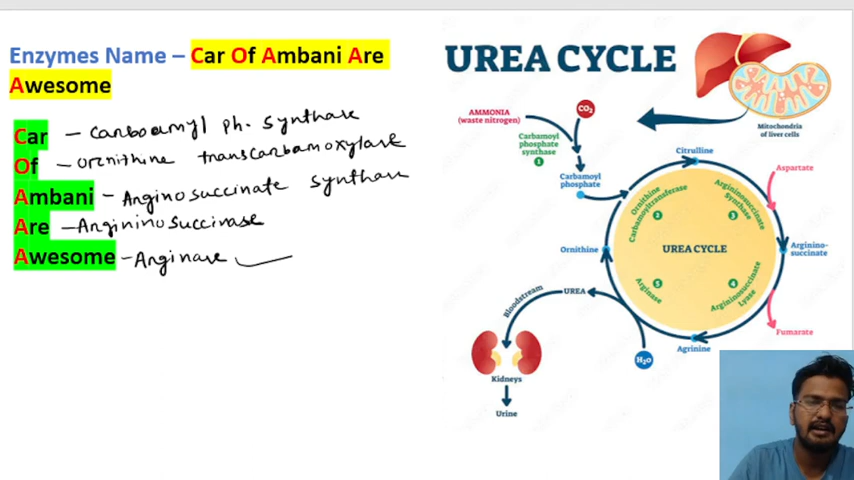 Enzymes Name – Car Of Ambani Are
Awesome
Car – Carboamyl ph. synthase
Of – Ornithine transcarbamoxylase
Ambani – Arginosuccinate synthase
Are – Argininosuccinase
Awesome – Arginase
UREA CYCLE
AMMONIA
(waste nitrogen)
CO2
Carbamoyl
phosphate
synthase
1
Carbamoyl
phosphate
Mitochondria
of liver cells
Citrulline
Aspartate
Ornithine
Carbamoyltransferase
2
Argininosuccinate
Synthase
3
Ornithine
UREA CYCLE
Arginino-
succinate
5
Arginase
4
Argininosuccinate
Lyase
Bloodstream
UREA
Fumarate
H2O
Agrinine
Kidneys
Urine